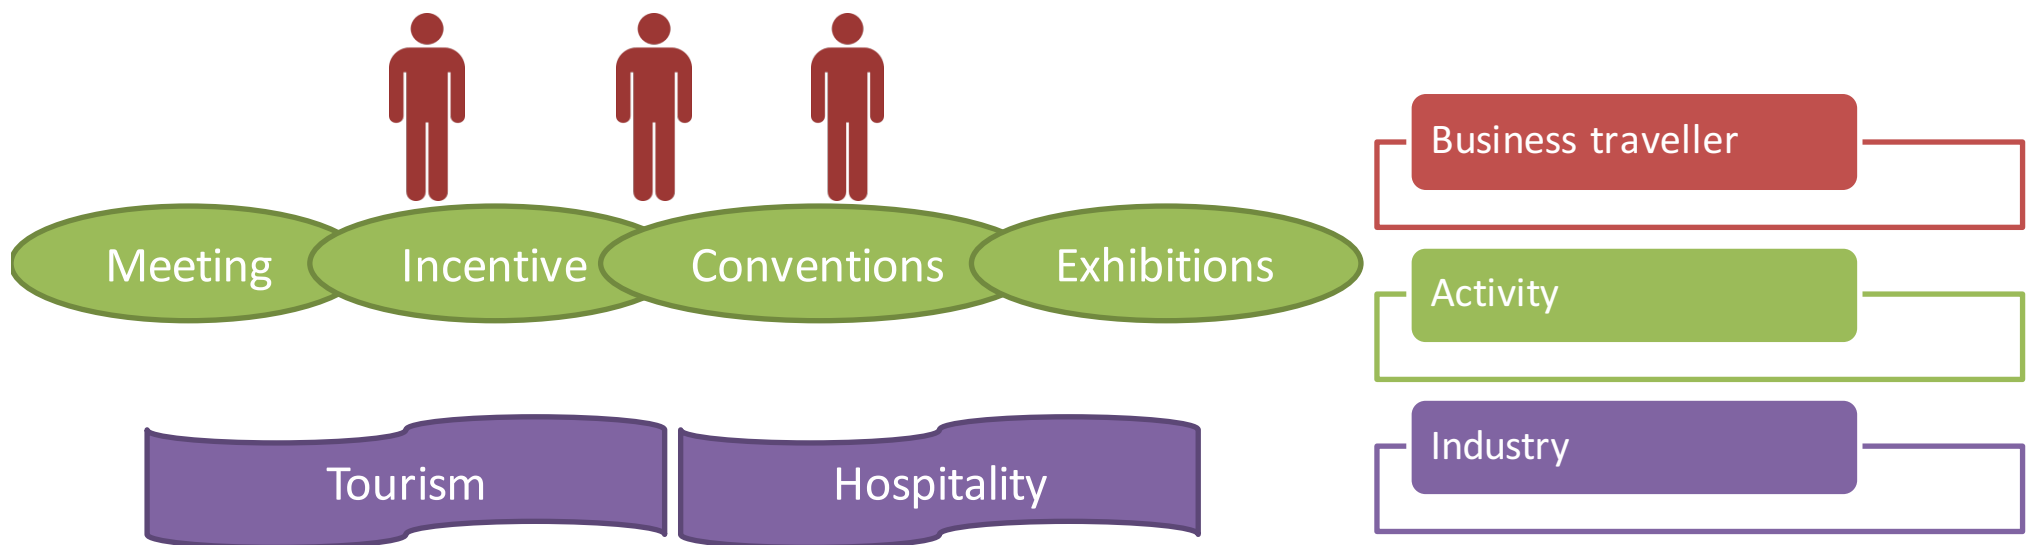 Business traveller
Meeting
Incentive
Conventions
Exhibitions
Activity
Tourism
Hospitality
Industry